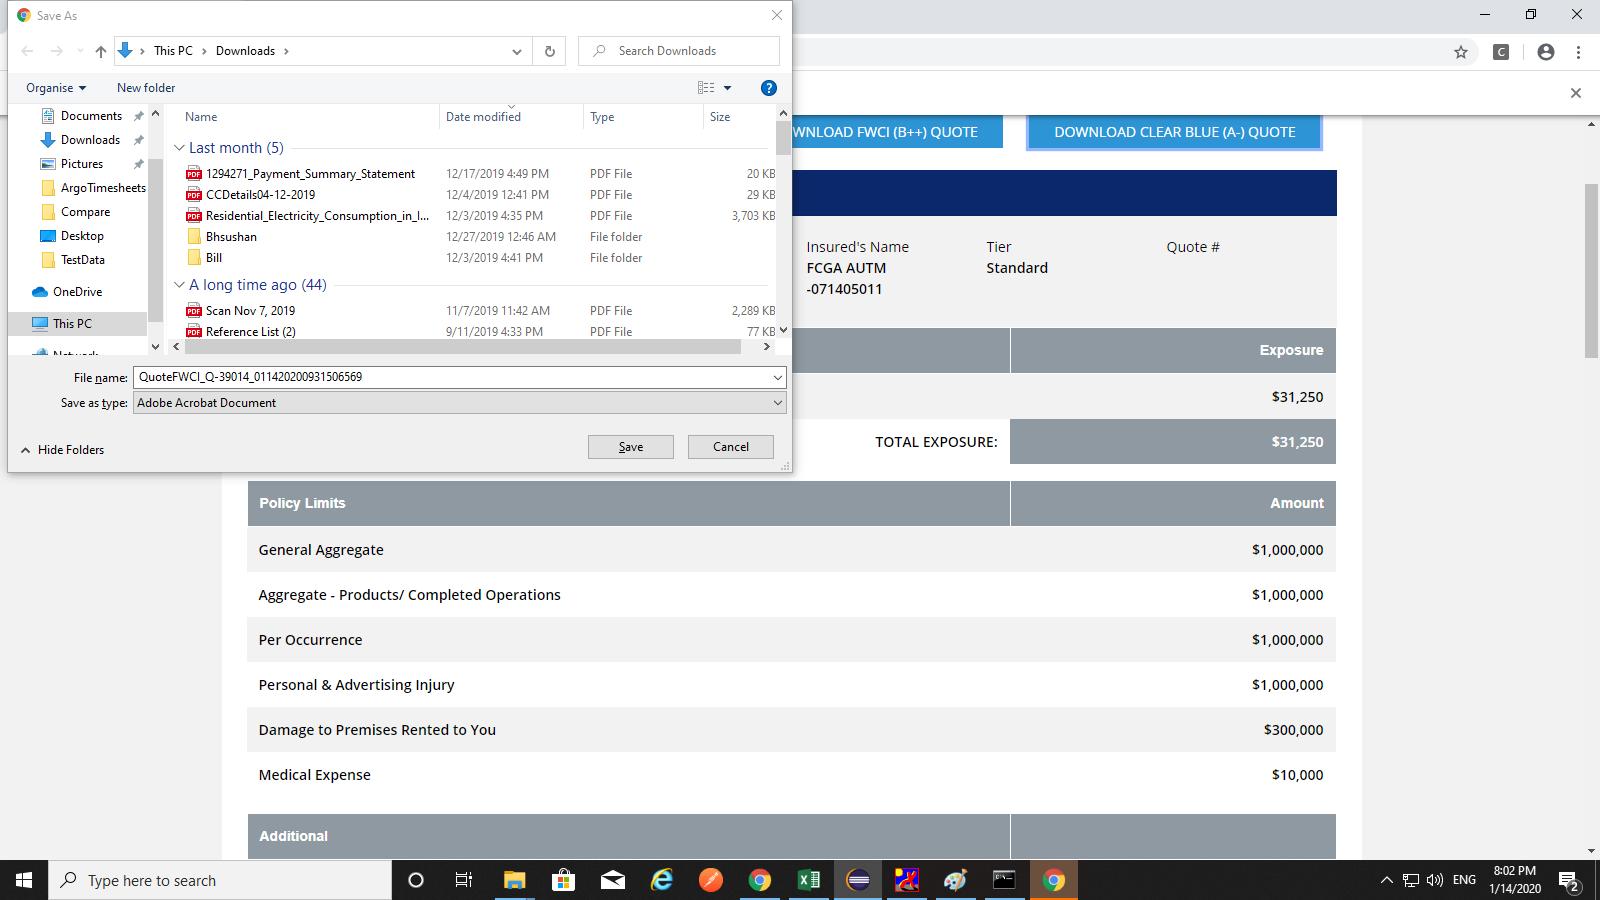 Save As
This PC > Downloads >
Search Downloads
Organise
New folder
Documents
Downloads
Pictures
ArgoTimesheets
Compare
Desktop
TestData
OneDrive
This PC
Network
Name Date modified Type Size
Last month (5)
1294271_Payment_Summary_Statement 12/17/2019 4:49 PM PDF File 20 KB
CCDetails04-12-2019 12/4/2019 12:41 PM PDF File 29 KB
Residential_Electricity_Consumption_in_I... 12/3/2019 4:35 PM PDF File 3,703 KB
Bhsushan 12/27/2019 12:46 AM File folder
Bill 12/3/2019 4:41 PM File folder
A long time ago (44)
Scan Nov 7, 2019 11/7/2019 11:42 AM PDF File 2,289 KB
Reference List (2) 9/11/2019 4:33 PM PDF File 77 KB
File name: QuoteFWCI_Q-39014_011420200931506569
Save as type: Adobe Acrobat Document
Hide Folders
Save
Cancel
C
WNLOAD FWCI (B++) QUOTE
DOWNLOAD CLEAR BLUE (A-) QUOTE
Insured's Name Tier Quote #
FCGA AUTM Standard
-071405011
Exposure
$31,250
TOTAL EXPOSURE: $31,250
Policy Limits Amount
General Aggregate $1,000,000
Aggregate - Products/ Completed Operations $1,000,000
Per Occurrence $1,000,000
Personal & Advertising Injury $1,000,000
Damage to Premises Rented to You $300,000
Medical Expense $10,000
Additional
Type here to search
ENG
8:02 PM
1/14/2020
2